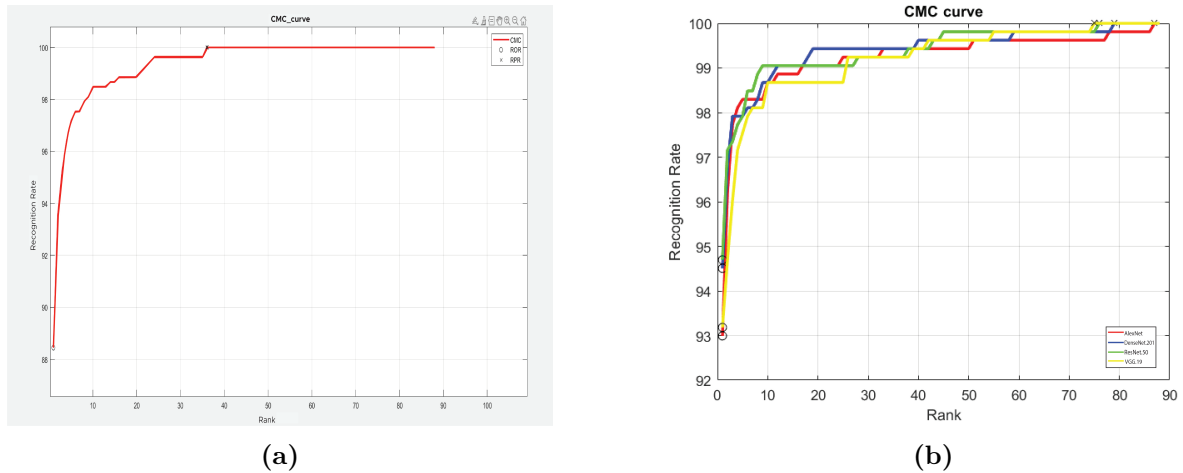 CMC_curve
CMC
ROR
RPR
100
98
96
94
92
90
88
Recognition Rate
10 20 30 40 50 60 70 80 90 100
Rank
(a)
CMC curve
100
99
98
97
96
95
94
93
92
Recognition Rate
AlexNet
DenseNet.201
ResNet.50
VGG.19
0 10 20 30 40 50 60 70 80 90
Rank
(b)